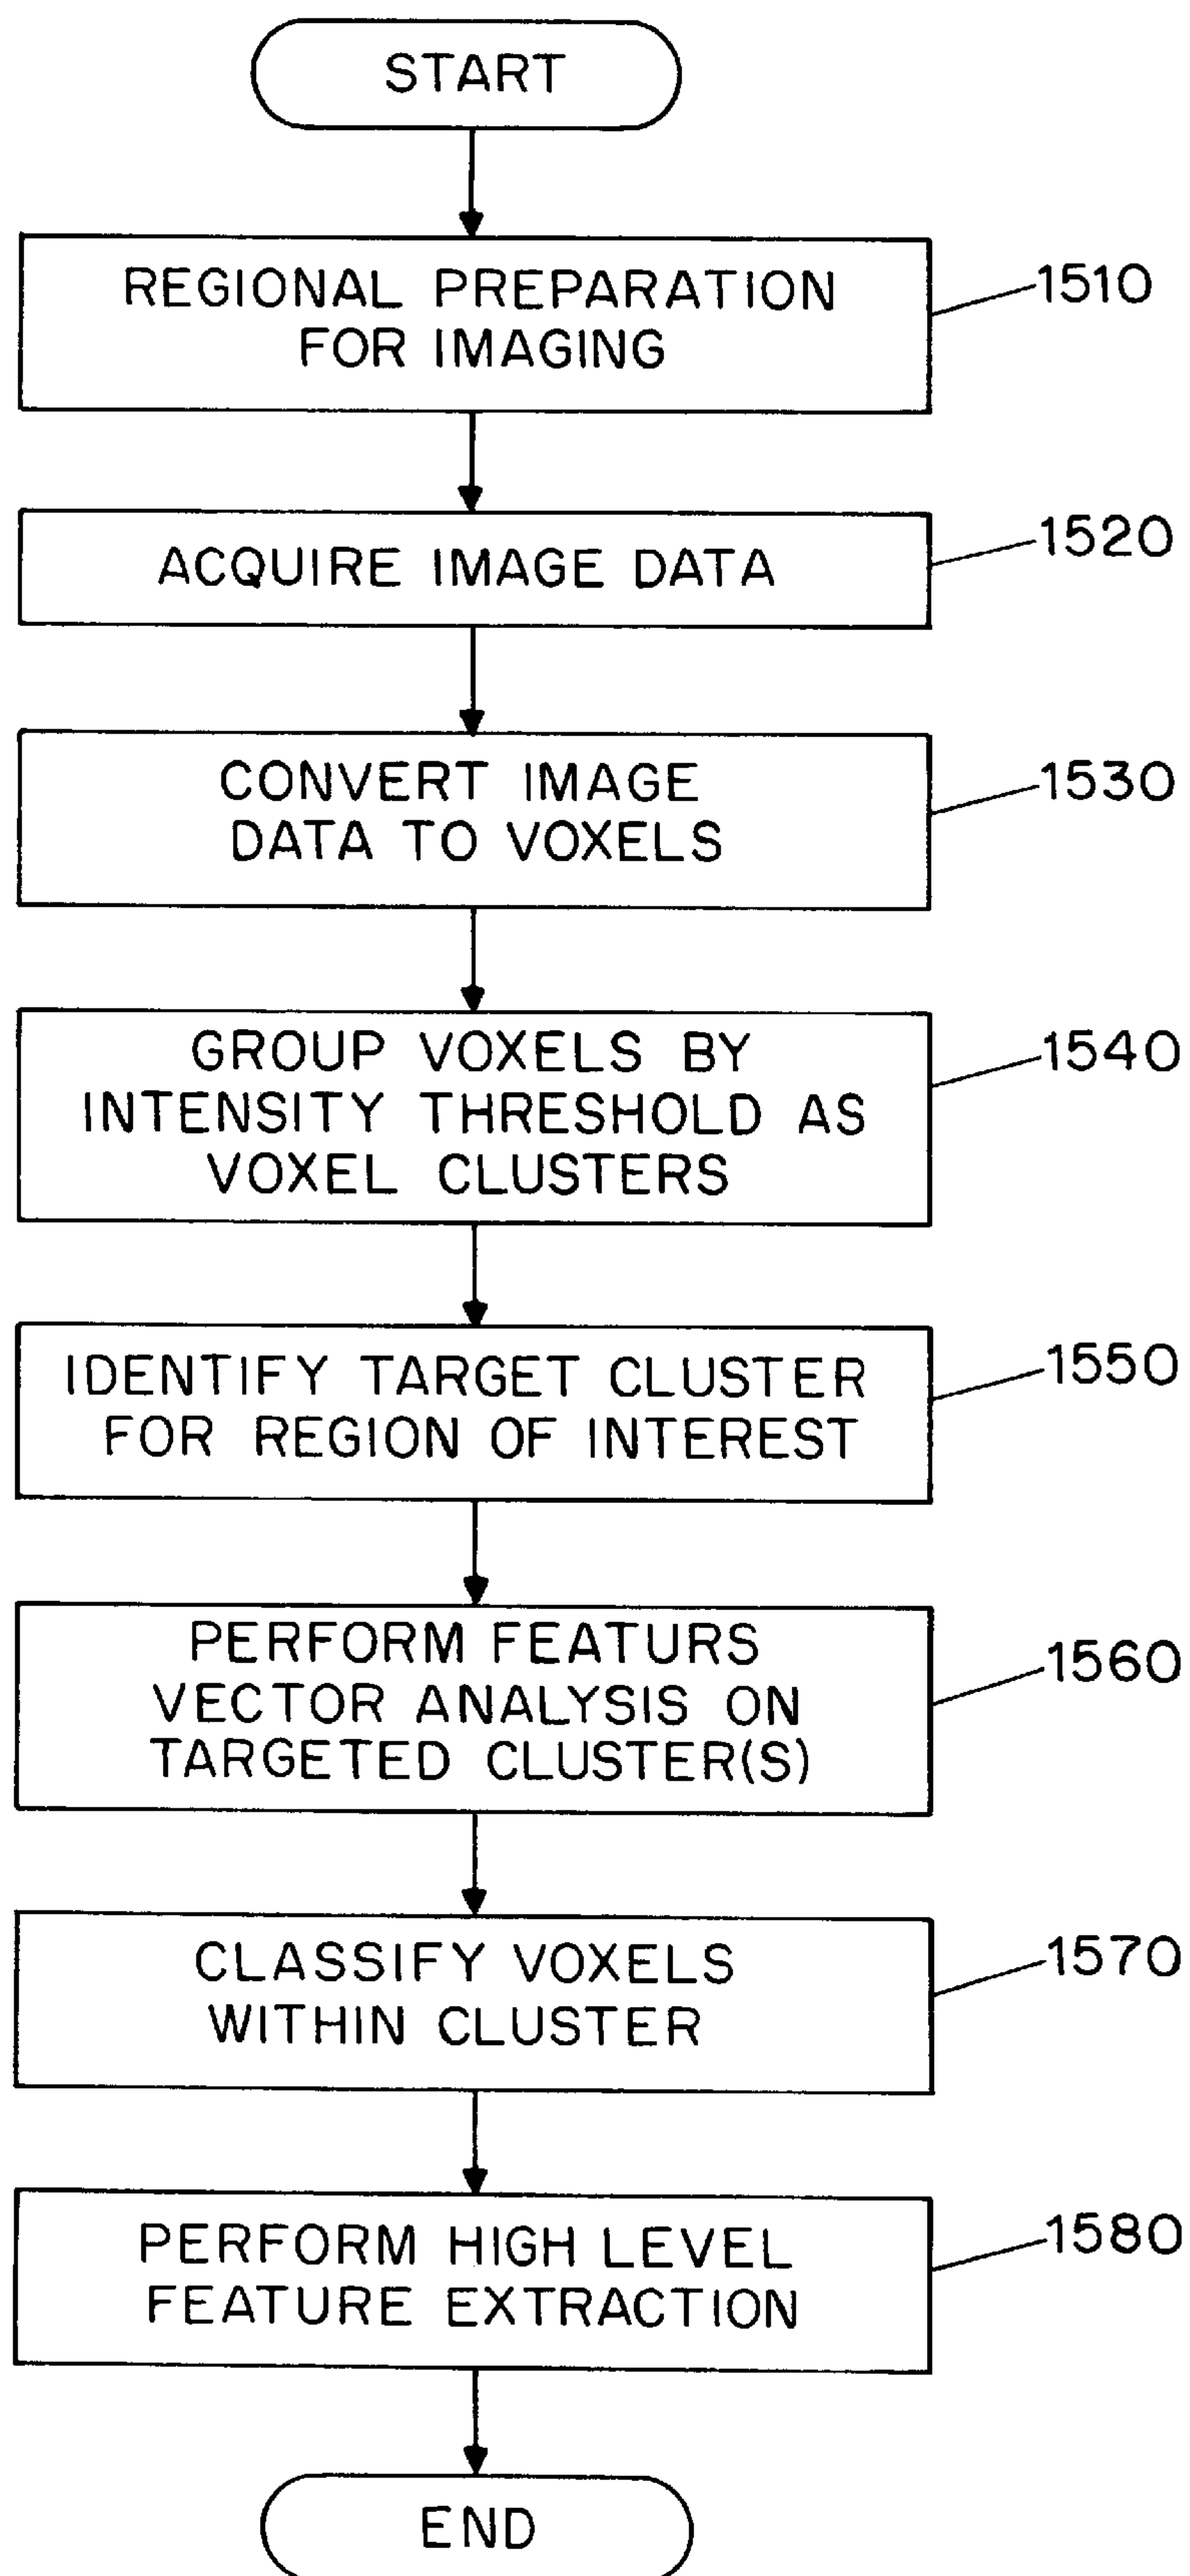 START
REGIONAL PREPARATION
FOR IMAGING
1510
ACQUIRE IMAGE DATA
1520
CONVERT IMAGE
DATA TO VOXELS
1530
GROUP VOXELS BY
INTENSITY THRESHOLD AS
VOXEL CLUSTERS
1540
IDENTIFY TARGET CLUSTER
FOR REGION OF INTEREST
1550
PERFORM FEATURS
VECTOR ANALYSIS ON
TARGETED CLUSTER(S)
1560
CLASSIFY VOXELS
WITHIN CLUSTER
1570
PERFORM HIGH LEVEL
FEATURE EXTRACTION
1580
END